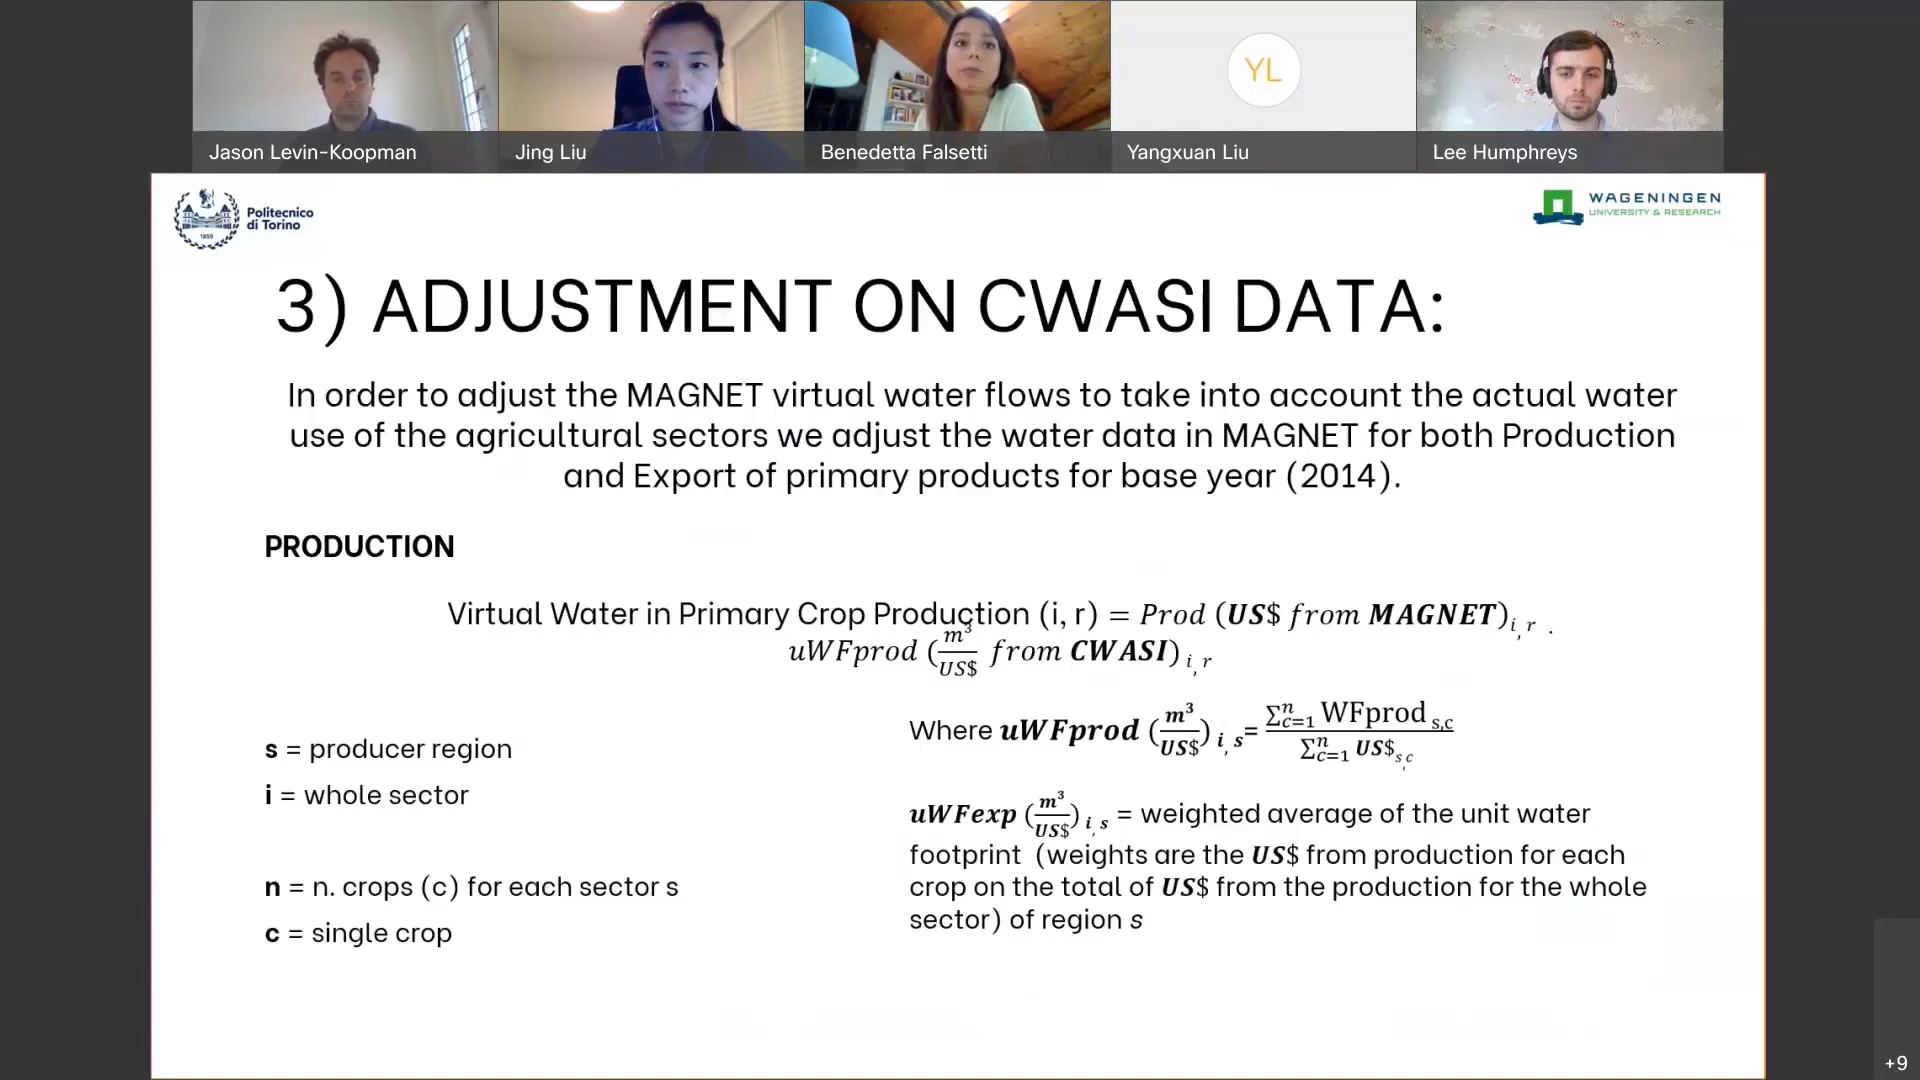 Jason Levin-Koopman
Jing Liu
Benedetta Falsetti
YL
Yangxuan Liu
Lee Humphreys
Politecnico
di Torino
1859
WAGENINGEN
UNIVERSITY & RESEARCH
3) ADJUSTMENT ON CWASI DATA:
In order to adjust the MAGNET virtual water flows to take into account the actual water
use of the agricultural sectors we adjust the water data in MAGNET for both Production
and Export of primary products for base year (2014).
PRODUCTION
Virtual Water in Primary Crop Production (i, r) = Prod (US$ from MAGNET)i, r .
uWFprod (m³/US$ from CWASI) i, r
Where uWFprod (m³/US$) i, s = ∑ⁿc=1 WFprod s,c / ∑ⁿc=1 US$s,c
s = producer region
i = whole sector
n = n. crops (c) for each sector s
c = single crop
uWFexp (m³/US$) i, s = weighted average of the unit water
footprint (weights are the US$ from production for each
crop on the total of US$ from the production for the whole
sector) of region s
+9